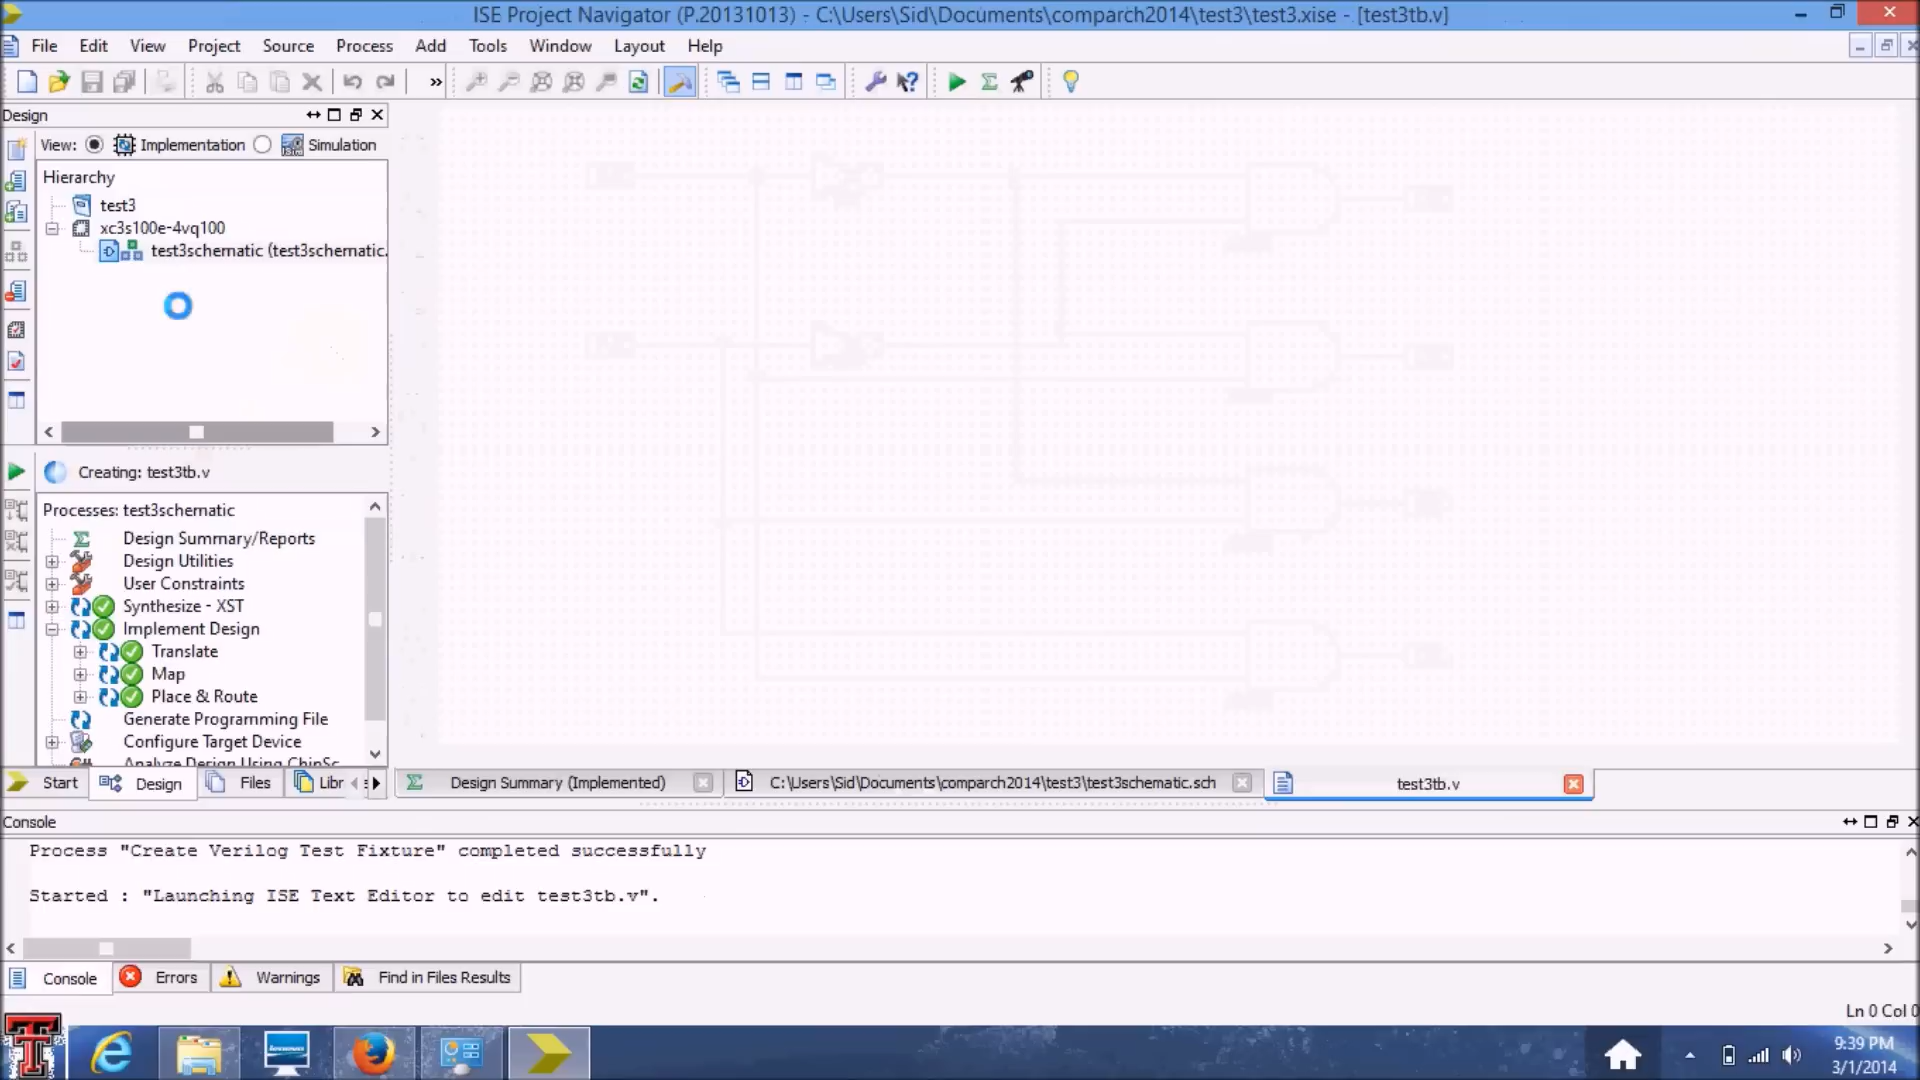 ISE Project Navigator (P.20131013) - C:\Users\Sid\Documents\comparch2014\test3\test3.xise - [test3tb.v]
File Edit View Project Source Process Add Tools Window Layout Help
Design
View: Implementation Simulation
Hierarchy
test3
xc3s100e-4vq100
test3schematic (test3schematic.
Creating: test3tb.v
Processes: test3schematic
Design Summary/Reports
Design Utilities
User Constraints
Synthesize - XST
Implement Design
Translate
Map
Place & Route
Generate Programming File
Configure Target Device
Analyze Design Using ChipSc
Start Design Files Libr
Design Summary (Implemented) C:\Users\Sid\Documents\comparch2014\test3\test3schematic.sch test3tb.v
Console
Process "Create Verilog Test Fixture" completed successfully
Started : "Launching ISE Text Editor to edit test3tb.v".
Console Errors Warnings Find in Files Results
Ln 0 Col 0
9:39 PM
3/1/2014